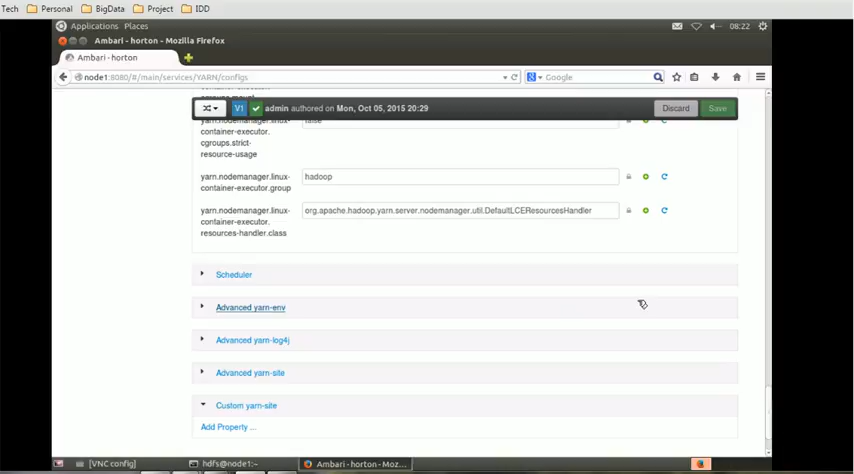 Tech Personal BigData Project IDD
Applications Places 08:22
Ambari - horton - Mozilla Firefox
Ambari - horton
node1:8080/#/main/services/YARN/configs Google
V1 admin authored on Mon, Oct 05, 2015 20:29 Discard Save
yarn.nodemanager.linux- false
container-executor.
cgroups.strict-
resource-usage
yarn.nodemanager.linux- hadoop
container-executor.group
yarn.nodemanager.linux- org.apache.hadoop.yarn.server.nodemanager.util.DefaultLCEResourcesHandler
container-executor.
resources-handler.class
Scheduler
Advanced yarn-env
Advanced yarn-log4j
Advanced yarn-site
Custom yarn-site
Add Property ...
[VNC config] hdfs@node1:~ Ambari - horton - Moz...